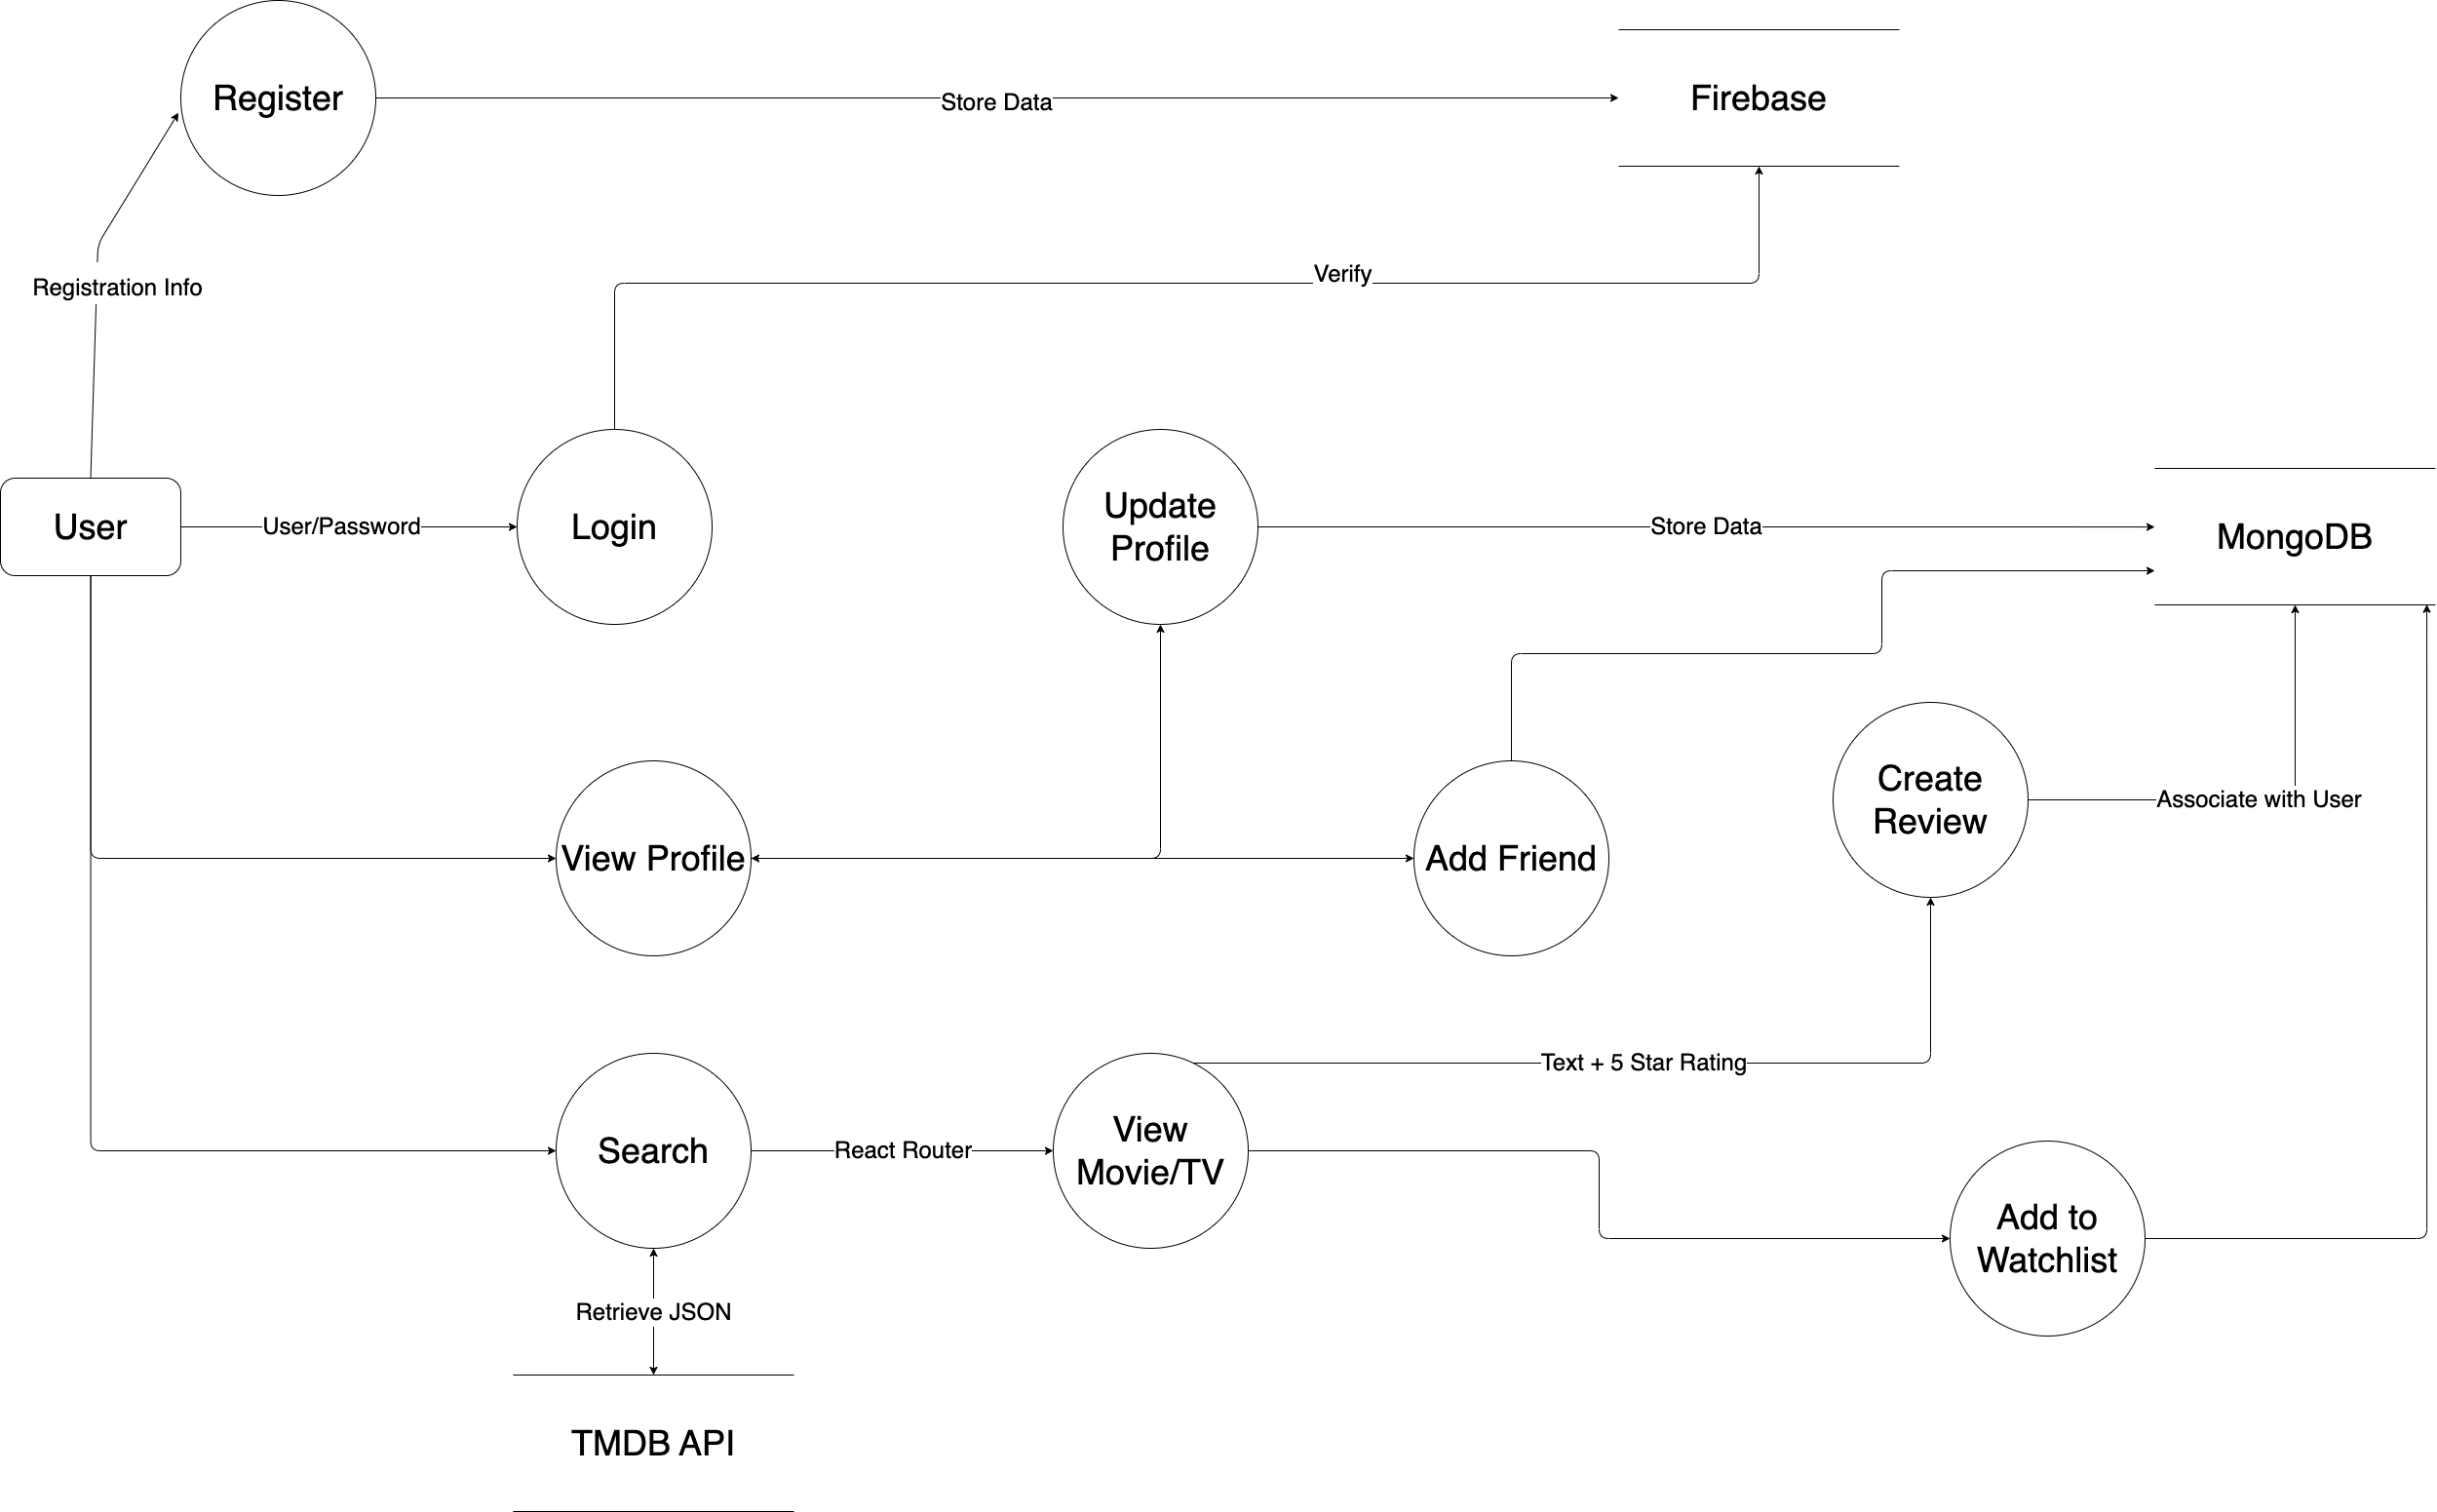 Register
Store Data
Firebase
Verify
Registration Info
User
User/Password
Login
Update
Profile
Store Data
MongoDB
View Profile
Add Friend
Create
Review
Associate with User
Text + 5 Star Rating
Search
React Router
View
Movie/TV
Add to
Watchlist
Retrieve JSON
TMDB API